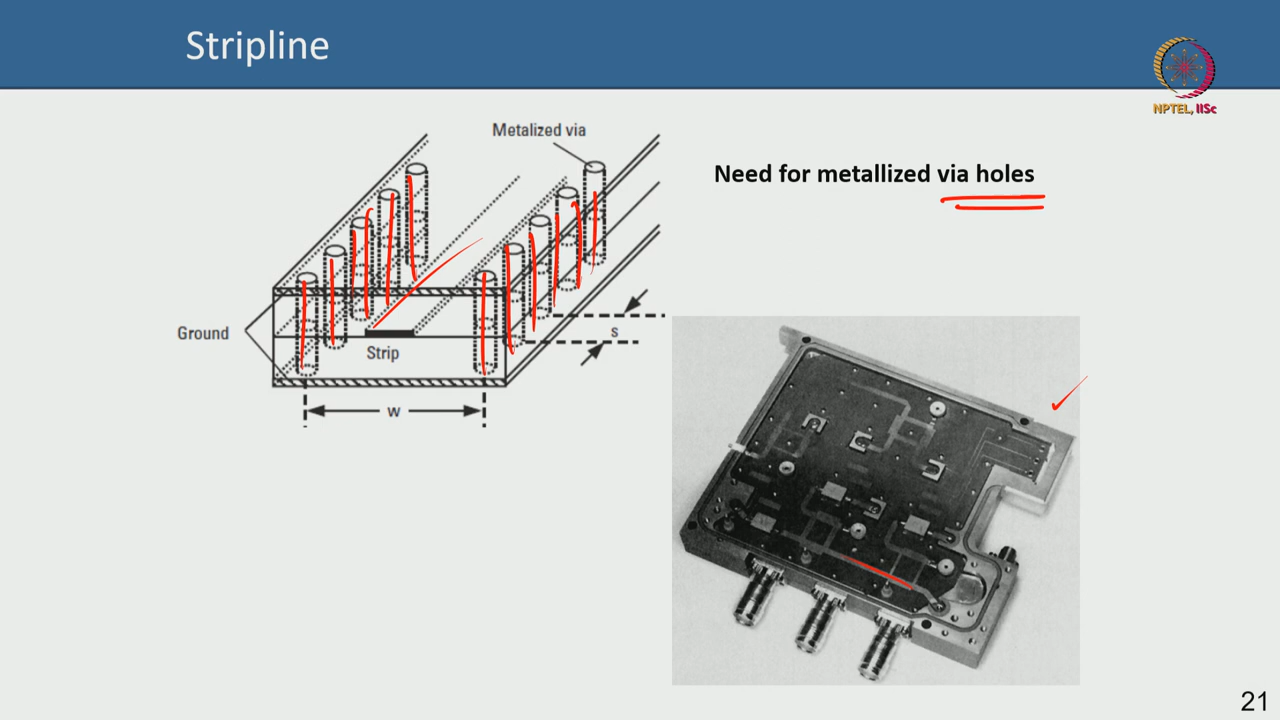 Stripline
NPTEL, IISc
Metalized via
Need for metallized via holes
Ground
Strip
s
w
21